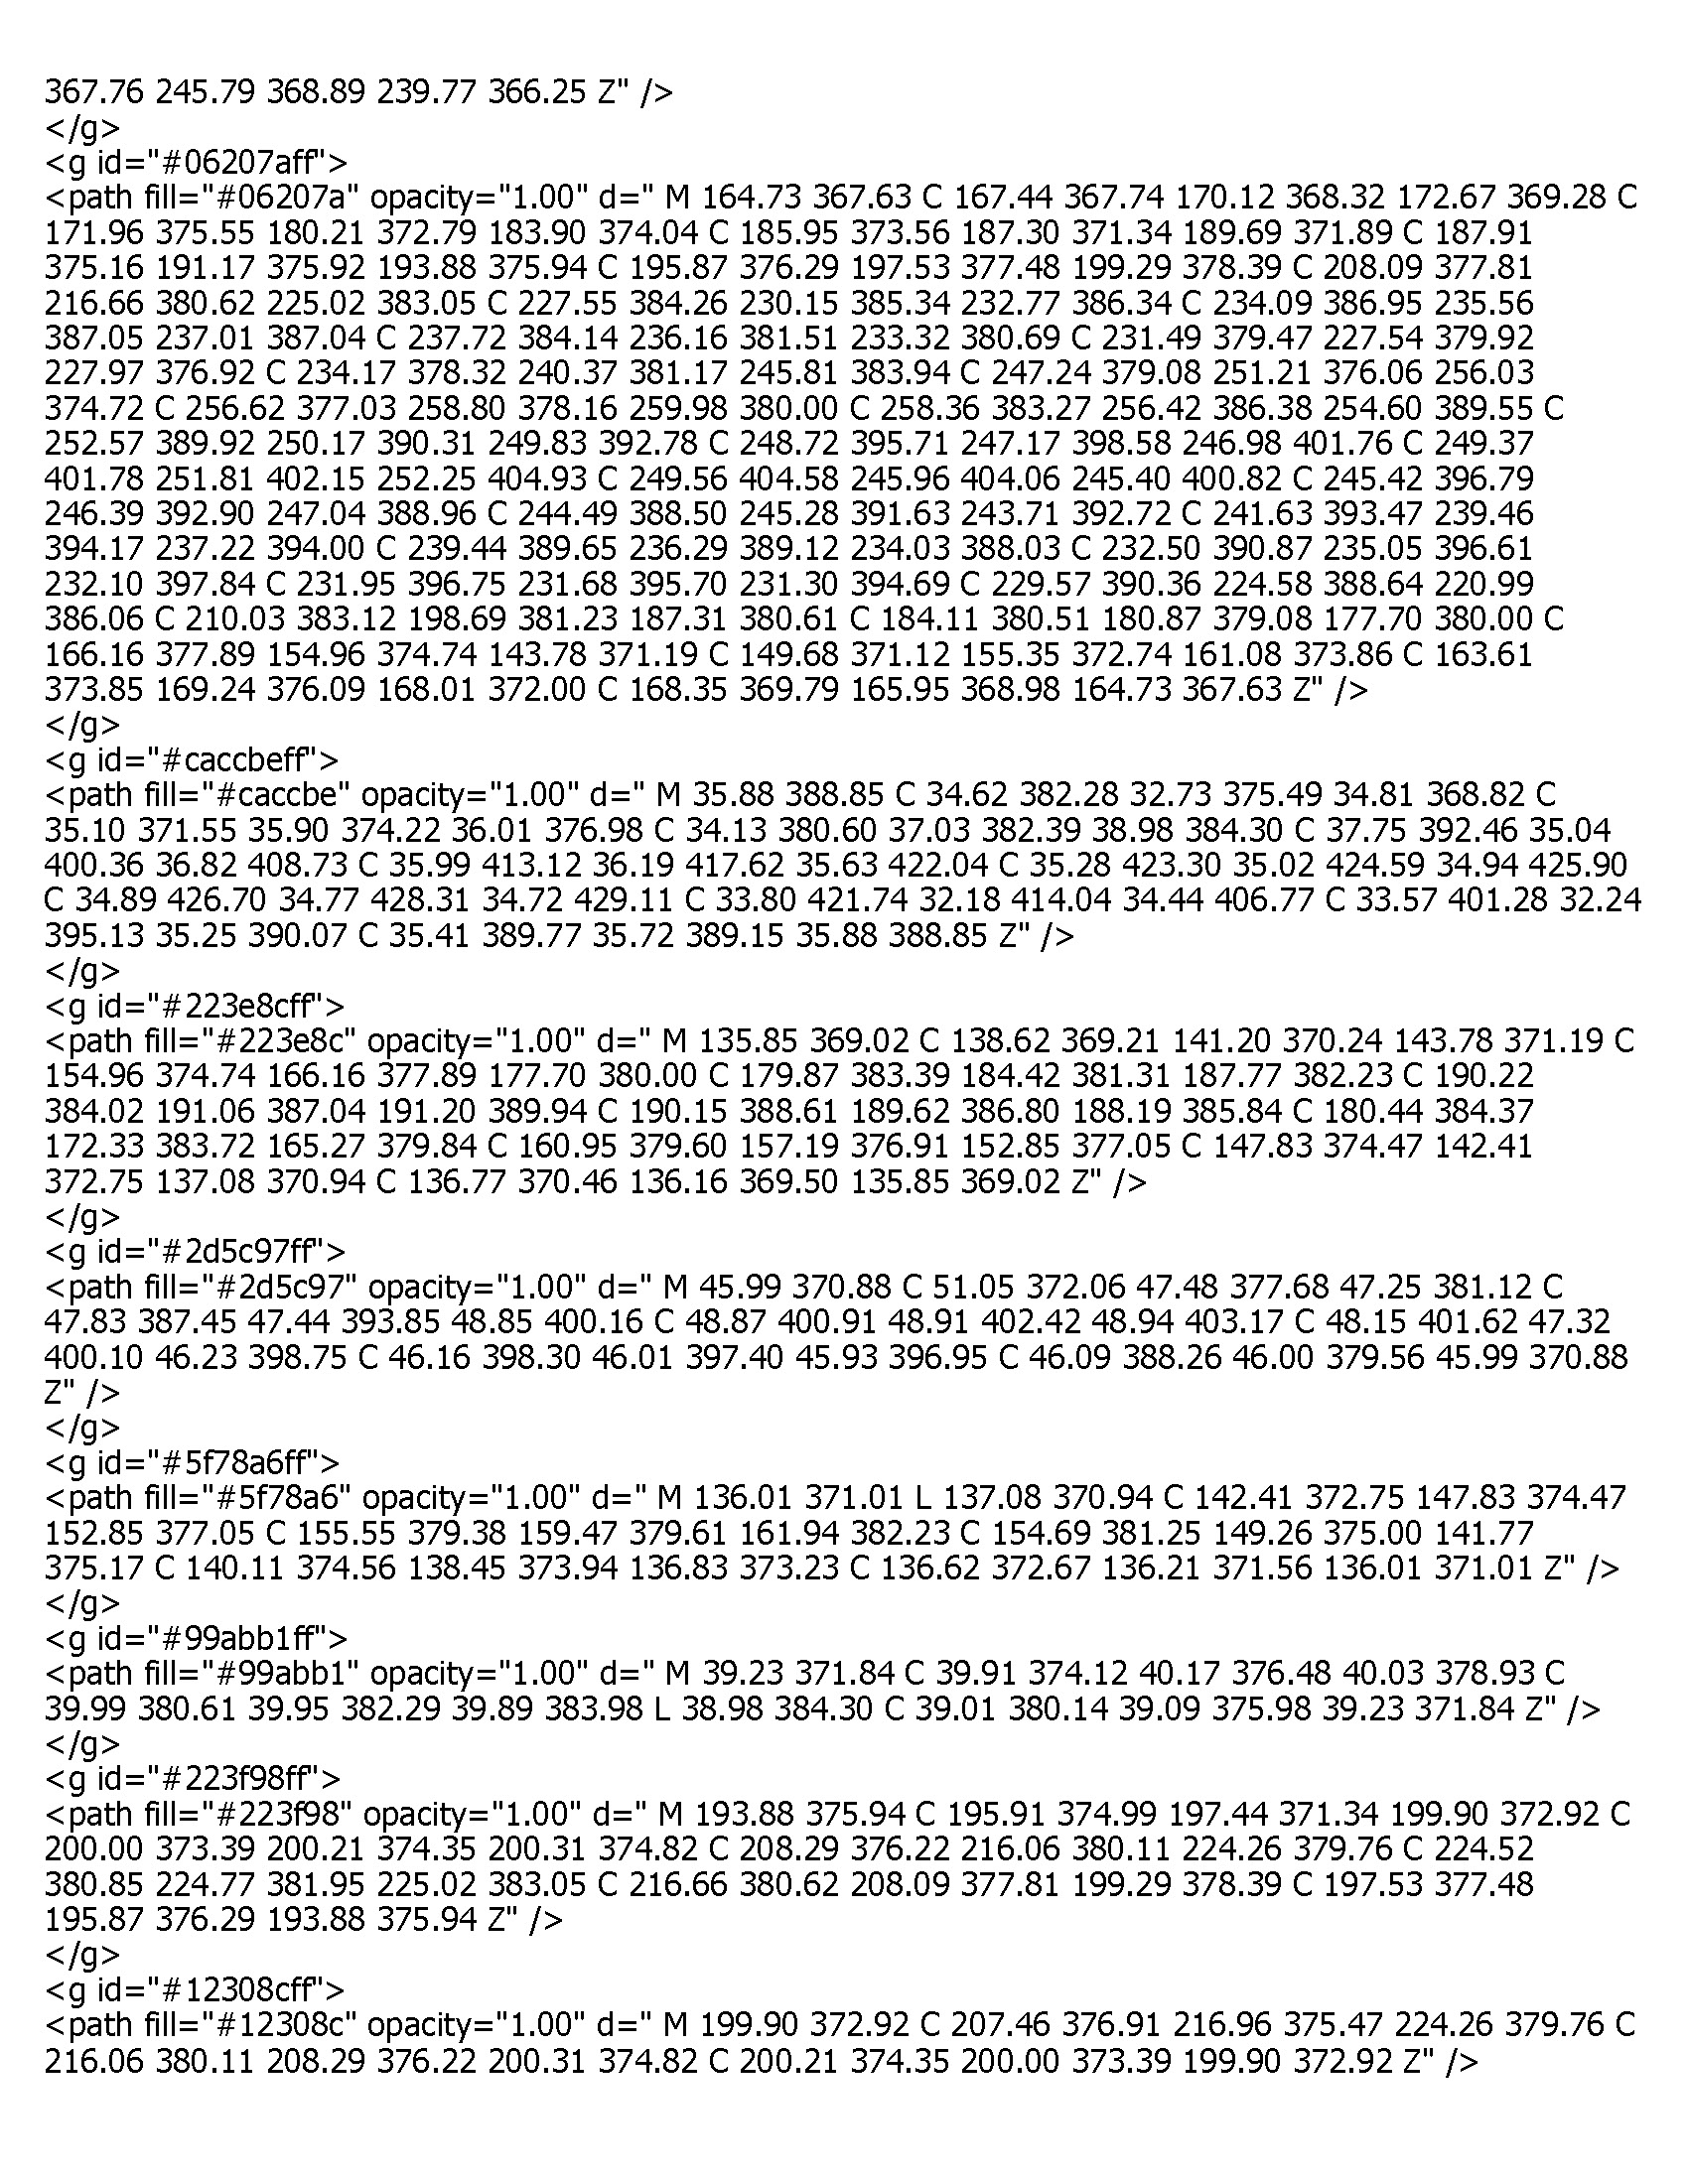 367.76 245.79 368.89 239.77 366.25 Z" />
</g>
<g id="#06207aff">
<path fill="#06207a" opacity="1.00" d=" M 164.73 367.63 C 167.44 367.74 170.12 368.32 172.67 369.28 C
171.96 375.55 180.21 372.79 183.90 374.04 C 185.95 373.56 187.30 371.34 189.69 371.89 C 187.91
375.16 191.17 375.92 193.88 375.94 C 195.87 376.29 197.53 377.48 199.29 378.39 C 208.09 377.81
216.66 380.62 225.02 383.05 C 227.55 384.26 230.15 385.34 232.77 386.34 C 234.09 386.95 235.56
387.05 237.01 387.04 C 237.72 384.14 236.16 381.51 233.32 380.69 C 231.49 379.47 227.54 379.92
227.97 376.92 C 234.17 378.32 240.37 381.17 245.81 383.94 C 247.24 379.08 251.21 376.06 256.03
374.72 C 256.62 377.03 258.80 378.16 259.98 380.00 C 258.36 383.27 256.42 386.38 254.60 389.55 C
252.57 389.92 250.17 390.31 249.83 392.78 C 248.72 395.71 247.17 398.58 246.98 401.76 C 249.37
401.78 251.81 402.15 252.25 404.93 C 249.56 404.58 245.96 404.06 245.40 400.82 C 245.42 396.79
246.39 392.90 247.04 388.96 C 244.49 388.50 245.28 391.63 243.71 392.72 C 241.63 393.47 239.46
394.17 237.22 394.00 C 239.44 389.65 236.29 389.12 234.03 388.03 C 232.50 390.87 235.05 396.61
232.10 397.84 C 231.95 396.75 231.68 395.70 231.30 394.69 C 229.57 390.36 224.58 388.64 220.99
386.06 C 210.03 383.12 198.69 381.23 187.31 380.61 C 184.11 380.51 180.87 379.08 177.70 380.00 C
166.16 377.89 154.96 374.74 143.78 371.19 C 149.68 371.12 155.35 372.74 161.08 373.86 C 163.61
373.85 169.24 376.09 168.01 372.00 C 168.35 369.79 165.95 368.98 164.73 367.63 Z" />
</g>
<g id="#caccbeff">
<path fill="#caccbe" opacity="1.00" d=" M 35.88 388.85 C 34.62 382.28 32.73 375.49 34.81 368.82 C
35.10 371.55 35.90 374.22 36.01 376.98 C 34.13 380.60 37.03 382.39 38.98 384.30 C 37.75 392.46 35.04
400.36 36.82 408.73 C 35.99 413.12 36.19 417.62 35.63 422.04 C 35.28 423.30 35.02 424.59 34.94 425.90
C 34.89 426.70 34.77 428.31 34.72 429.11 C 33.80 421.74 32.18 414.04 34.44 406.77 C 33.57 401.28 32.24
395.13 35.25 390.07 C 35.41 389.77 35.72 389.15 35.88 388.85 Z" />
</g>
<g id="#223e8cff">
<path fill="#223e8c" opacity="1.00" d=" M 135.85 369.02 C 138.62 369.21 141.20 370.24 143.78 371.19 C
154.96 374.74 166.16 377.89 177.70 380.00 C 179.87 383.39 184.42 381.31 187.77 382.23 C 190.22
384.02 191.06 387.04 191.20 389.94 C 190.15 388.61 189.62 386.80 188.19 385.84 C 180.44 384.37
172.33 383.72 165.27 379.84 C 160.95 379.60 157.19 376.91 152.85 377.05 C 147.83 374.47 142.41
372.75 137.08 370.94 C 136.77 370.46 136.16 369.50 135.85 369.02 Z" />
</g>
<g id="#2d5c97ff">
<path fill="#2d5c97" opacity="1.00" d=" M 45.99 370.88 C 51.05 372.06 47.48 377.68 47.25 381.12 C
47.83 387.45 47.44 393.85 48.85 400.16 C 48.87 400.91 48.91 402.42 48.94 403.17 C 48.15 401.62 47.32
400.10 46.23 398.75 C 46.16 398.30 46.01 397.40 45.93 396.95 C 46.09 388.26 46.00 379.56 45.99 370.88
Z" />
</g>
<g id="#5f78a6ff">
<path fill="#5f78a6" opacity="1.00" d=" M 136.01 371.01 L 137.08 370.94 C 142.41 372.75 147.83 374.47
152.85 377.05 C 155.55 379.38 159.47 379.61 161.94 382.23 C 154.69 381.25 149.26 375.00 141.77
375.17 C 140.11 374.56 138.45 373.94 136.83 373.23 C 136.62 372.67 136.21 371.56 136.01 371.01 Z" />
</g>
<g id="#99abb1ff">
<path fill="#99abb1" opacity="1.00" d=" M 39.23 371.84 C 39.91 374.12 40.17 376.48 40.03 378.93 C
39.99 380.61 39.95 382.29 39.89 383.98 L 38.98 384.30 C 39.01 380.14 39.09 375.98 39.23 371.84 Z" />
</g>
<g id="#223f98ff">
<path fill="#223f98" opacity="1.00" d=" M 193.88 375.94 C 195.91 374.99 197.44 371.34 199.90 372.92 C
200.00 373.39 200.21 374.35 200.31 374.82 C 208.29 376.22 216.06 380.11 224.26 379.76 C 224.52
380.85 224.77 381.95 225.02 383.05 C 216.66 380.62 208.09 377.81 199.29 378.39 C 197.53 377.48
195.87 376.29 193.88 375.94 Z" />
</g>
<g id="#12308cff">
<path fill="#12308c" opacity="1.00" d=" M 199.90 372.92 C 207.46 376.91 216.96 375.47 224.26 379.76 C
216.06 380.11 208.29 376.22 200.31 374.82 C 200.21 374.35 200.00 373.39 199.90 372.92 Z" />